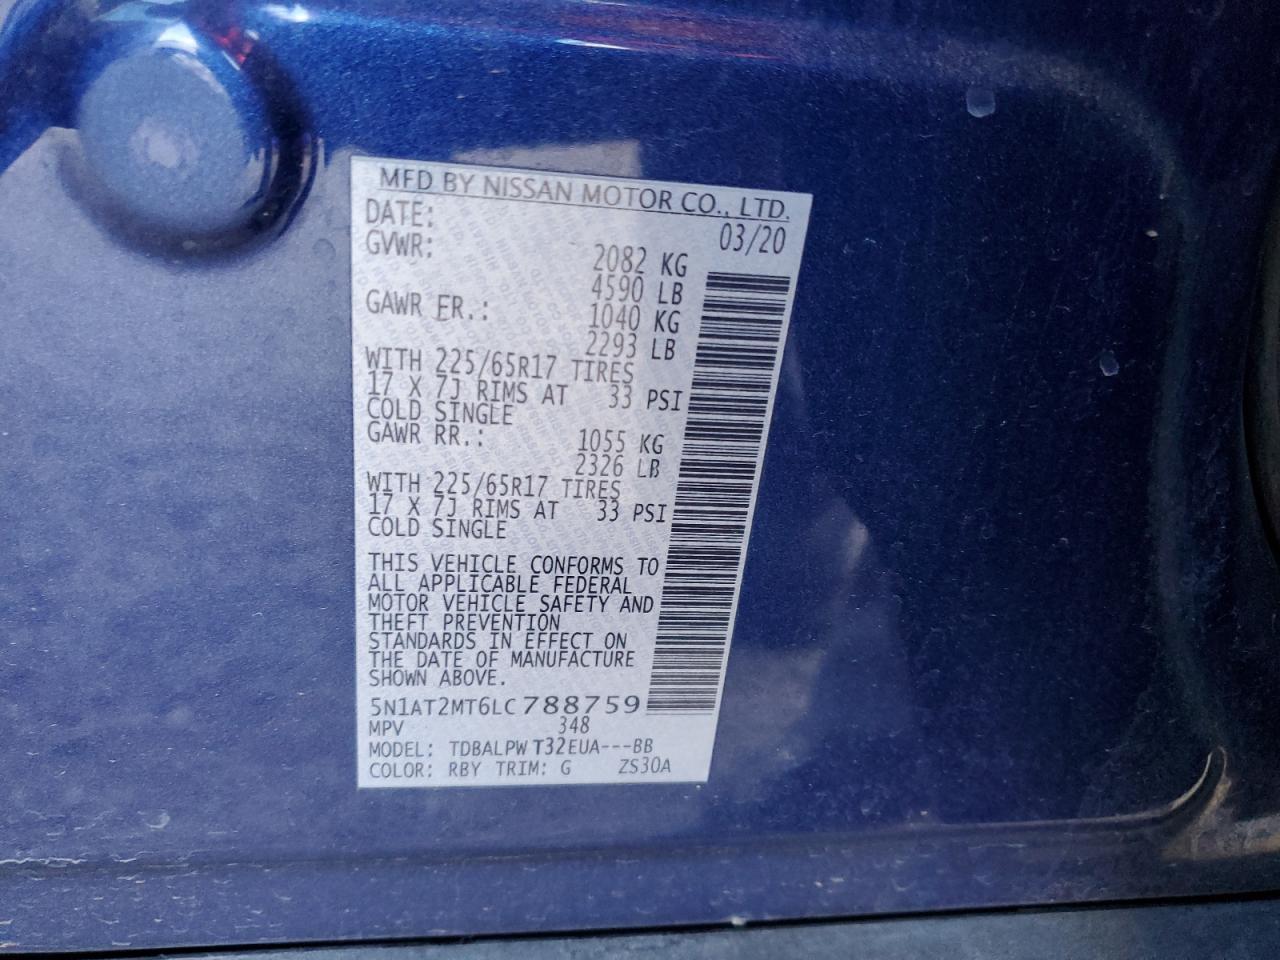 MFD BY NISSAN MOTOR CO., LTD.
DATE: 03/20
GVWR: 2082 KG
4590 LB
GAWR FR.: 1040 KG
2293 LB
WITH 225/65R17 TIRES
17 X 7J RIMS AT 33 PSI
COLD SINGLE
GAWR RR.: 1055 KG
2326 LB
WITH 225/65R17 TIRES
17 X 7J RIMS AT 33 PSI
COLD SINGLE
THIS VEHICLE CONFORMS TO
ALL APPLICABLE FEDERAL
MOTOR VEHICLE SAFETY AND
THEFT PREVENTION
STANDARDS IN EFFECT ON
THE DATE OF MANUFACTURE
SHOWN ABOVE.
5N1AT2MT6LC788759
MPV 348
MODEL: TDBALPW T32EUA---BB
COLOR: RBY TRIM: G ZS30A